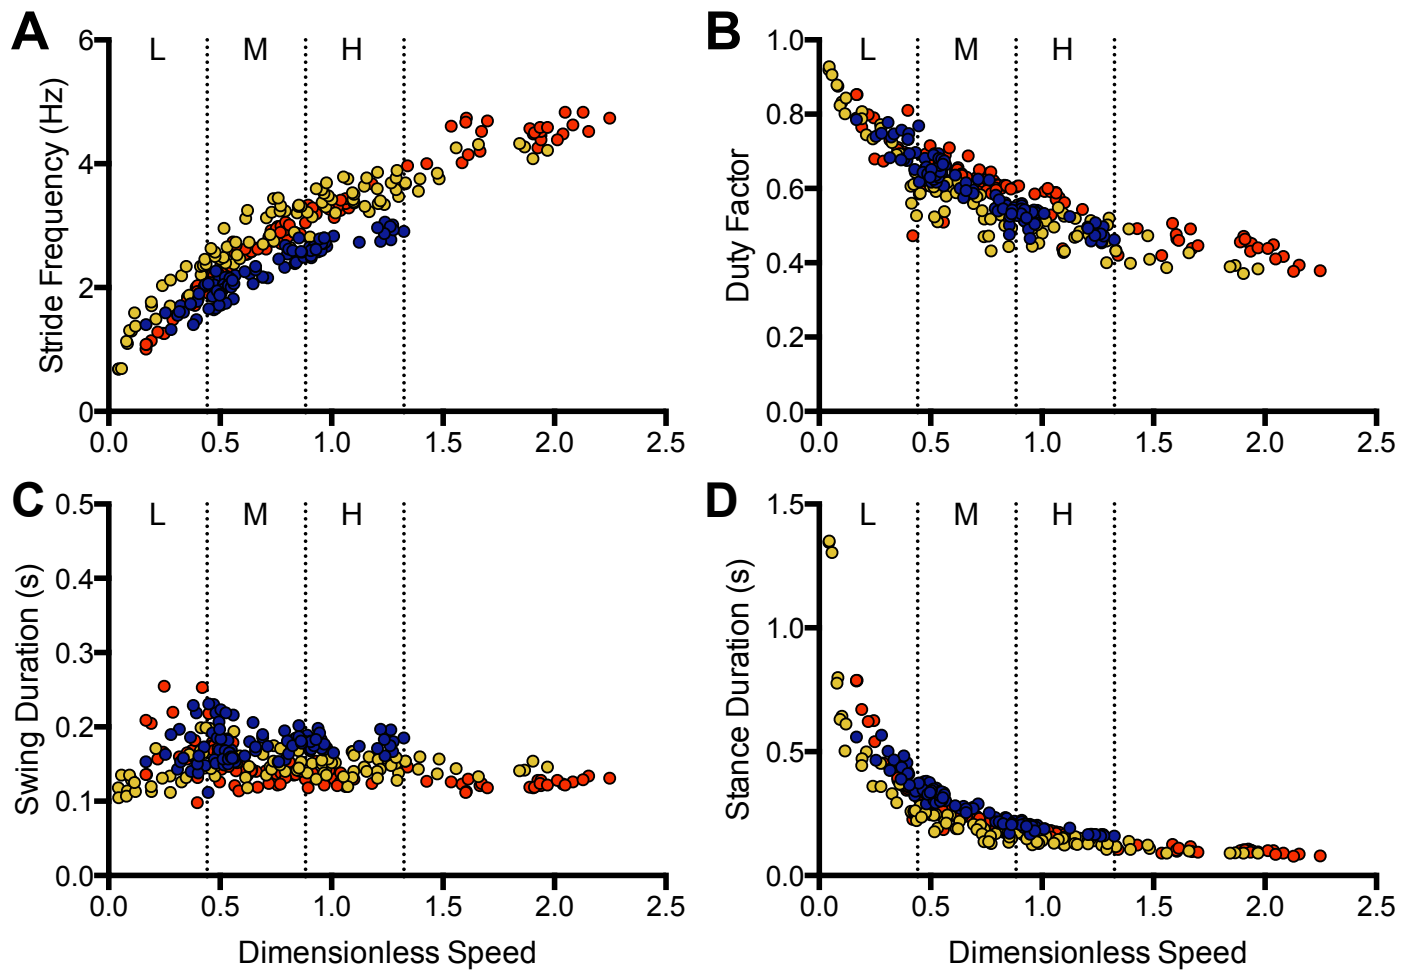 A
L M H
Stride Frequency (Hz)
6
4
2
0
0.0 0.5 1.0 1.5 2.0 2.5
B
L M H
Duty Factor
1.0
0.8
0.6
0.4
0.2
0.0
0.0 0.5 1.0 1.5 2.0 2.5
C
L M H
Swing Duration (s)
0.5
0.4
0.3
0.2
0.1
0.0
0.0 0.5 1.0 1.5 2.0 2.5
Dimensionless Speed
D
L M H
Stance Duration (s)
1.5
1.0
0.5
0.0
0.0 0.5 1.0 1.5 2.0 2.5
Dimensionless Speed